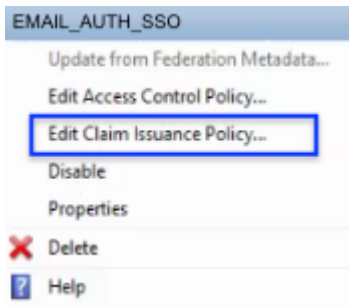 EMAIL_AUTH_SSO
Update from Federation Metadata...
Edit Access Control Policy...
Edit Claim Issuance Policy...
Disable
Properties
Delete
? Help